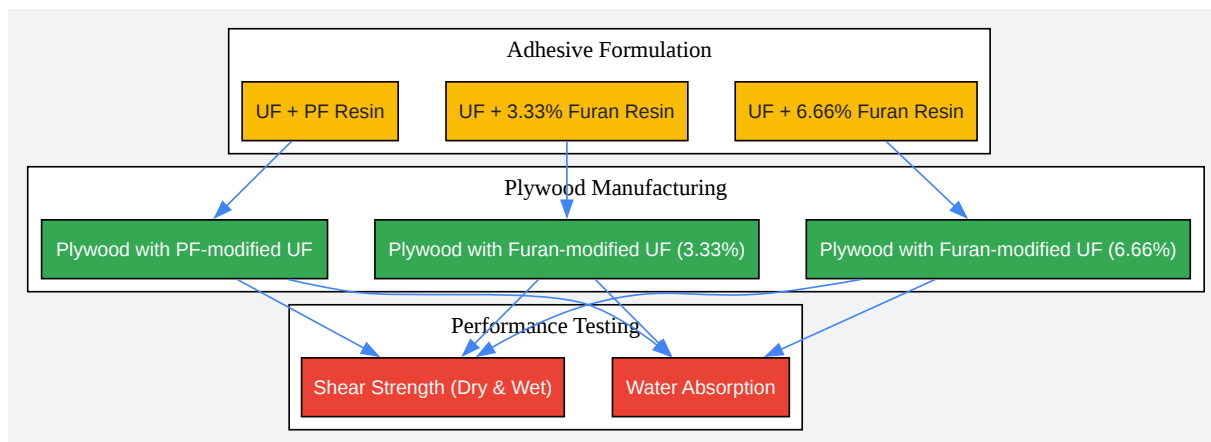 Adhesive Formulation
UF + PF Resin
UF + 3.33% Furan Resin
UF + 6.66% Furan Resin
Plywood Manufacturing
Plywood with PF-modified UF
Plywood with Furan-modified UF (3.33%)
Plywood with Furan-modified UF (6.66%)
Performance Testing
Shear Strength (Dry & Wet)
Water Absorption